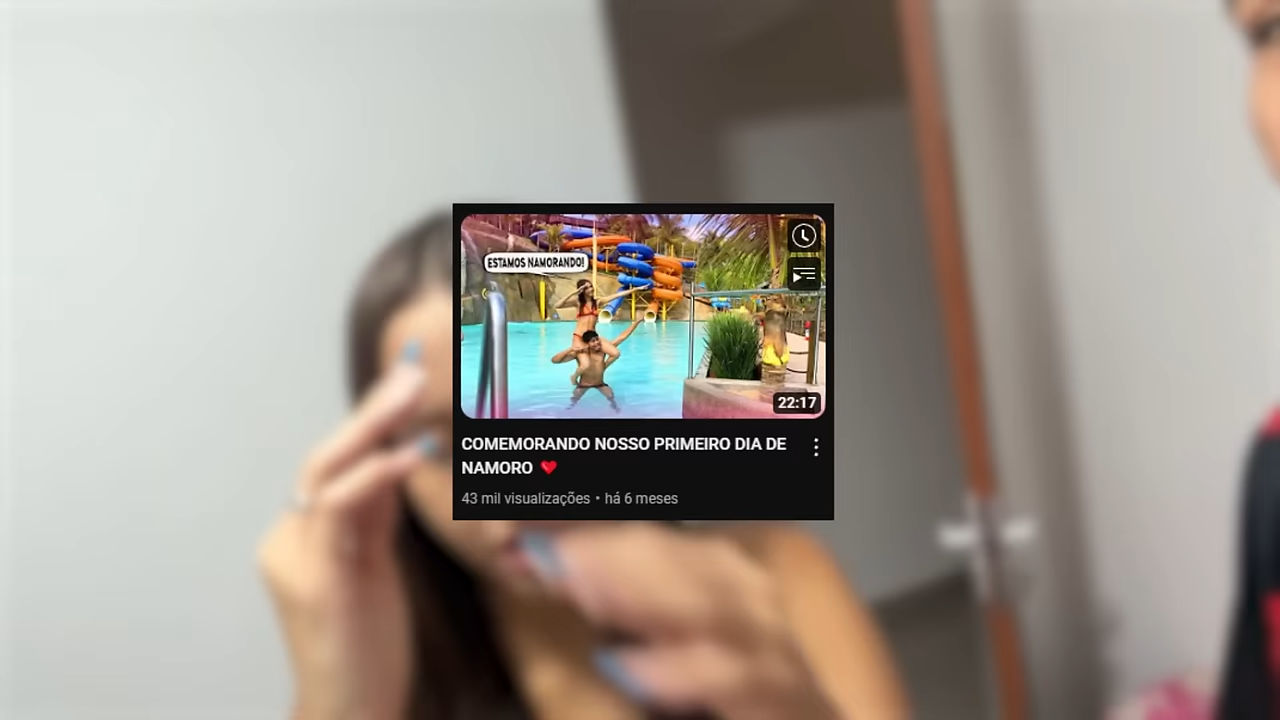 ESTAMOS NAMORANDO!
22:17
COMEMORANDO NOSSO PRIMEIRO DIA DE
NAMORO ❤️
43 mil visualizações • há 6 meses